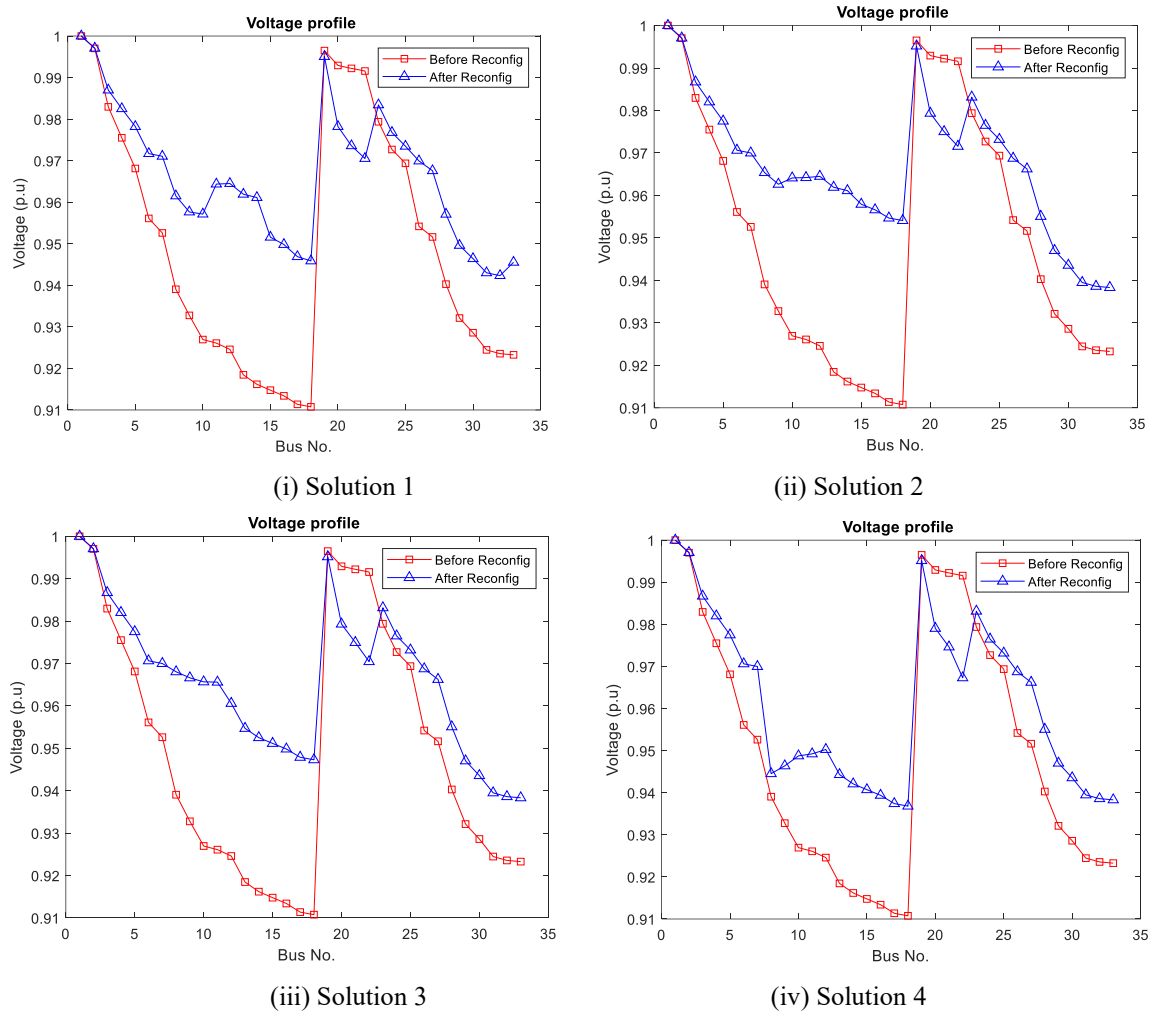 Voltage profile
1
0.99
0.98
0.97
0.96
0.95
0.94
0.93
0.92
0.91
Voltage (p.u)
0 5 10 15 20 25 30 35
Bus No.
Before Reconfig
After Reconfig
(i) Solution 1
Voltage profile
1
0.99
0.98
0.97
0.96
0.95
0.94
0.93
0.92
0.91
Voltage (p.u)
0 5 10 15 20 25 30 35
Bus No.
Before Reconfig
After Reconfig
(ii) Solution 2
Voltage profile
1
0.99
0.98
0.97
0.96
0.95
0.94
0.93
0.92
0.91
Voltage (p.u)
0 5 10 15 20 25 30 35
Bus No.
Before Reconfig
After Reconfig
(iii) Solution 3
Voltage profile
1
0.99
0.98
0.97
0.96
0.95
0.94
0.93
0.92
0.91
Voltage (p.u)
0 5 10 15 20 25 30 35
Bus No.
Before Reconfig
After Reconfig
(iv) Solution 4